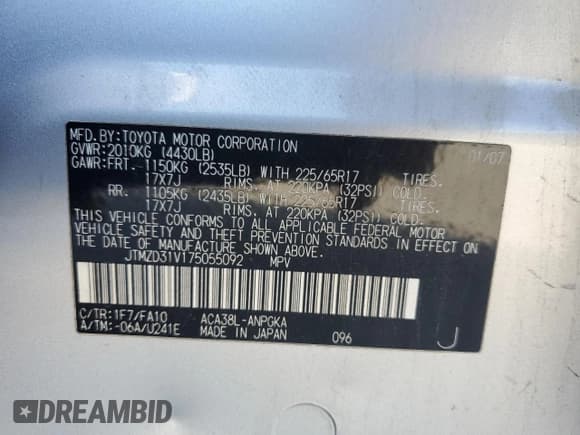 MFD.BY:TOYOTA MOTOR CORPORATION 01/07
GVWR:2010KG (4430LB)
GAWR:FRT. 1150KG (2535LB) WITH 225/65R17 TIRES.
17X7J RIMS. AT 220KPA (32PSI) COLD.
RR. 1105KG (2435LB) WITH 225/65R17 TIRES.
17X7J RIMS. AT 220KPA (32PSI) COLD.
THIS VEHICLE CONFORMS TO ALL APPLICABLE FEDERAL MOTOR
VEHICLE SAFETY AND THEFT PREVENTION STANDARDS IN EFFECT ON
THE DATE OF MANUFACTURE SHOWN ABOVE.
JTMZD31V175055092 MPV
C/TR:1F7/FA10 ACA38L-ANPGKA
A/TM:-06A/U241E MADE IN JAPAN 096 J
DREAMBID